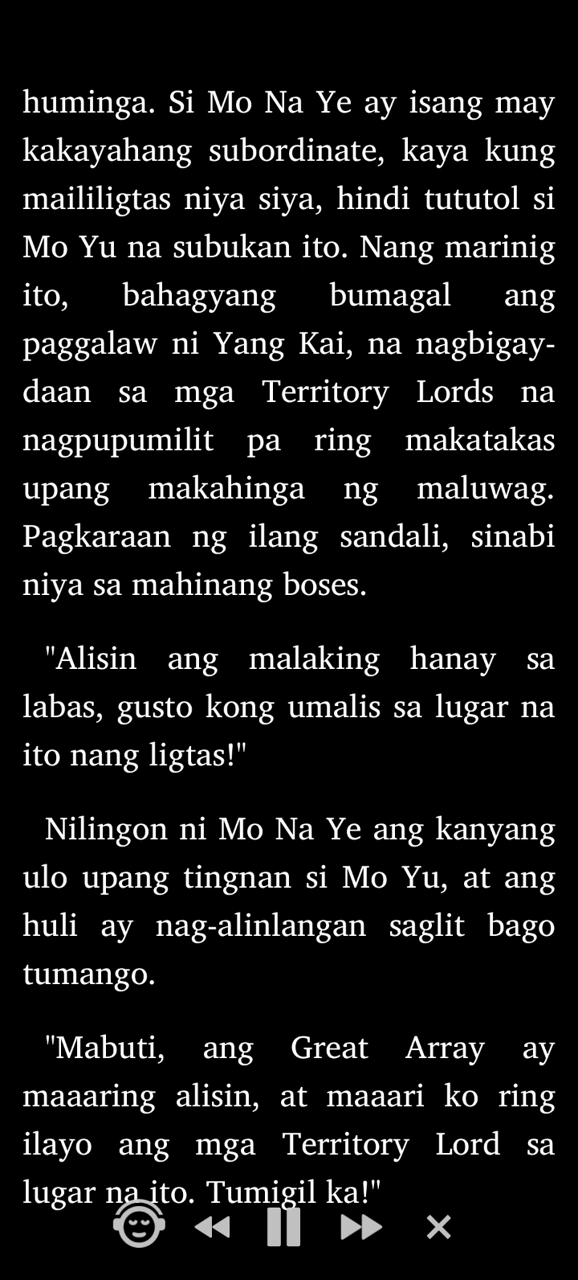 huminga. Si Mo Na Ye ay isang may
kakayahang subordinate, kaya kung
maililigtas niya siya, hindi tututol si
Mo Yu na subukan ito. Nang marinig
ito, bahagyang bumagal ang
paggalaw ni Yang Kai, na nagbigay-
daan sa mga Territory Lords na
nagpupumilit pa ring makatakas
upang makahinga ng maluwag.
Pagkaraan ng ilang sandali, sinabi
niya sa mahinang boses.
"Alisin ang malaking hanay sa
labas, gusto kong umalis sa lugar na
ito nang ligtas!"
Nilingon ni Mo Na Ye ang kanyang
ulo upang tingnan si Mo Yu, at ang
huli ay nag-alinlangan saglit bago
tumango.
"Mabuti, ang Great Array ay
maaaring alisin, at maaari ko ring
ilayo ang mga Territory Lord sa
lugar na ito. Tumigil ka!"